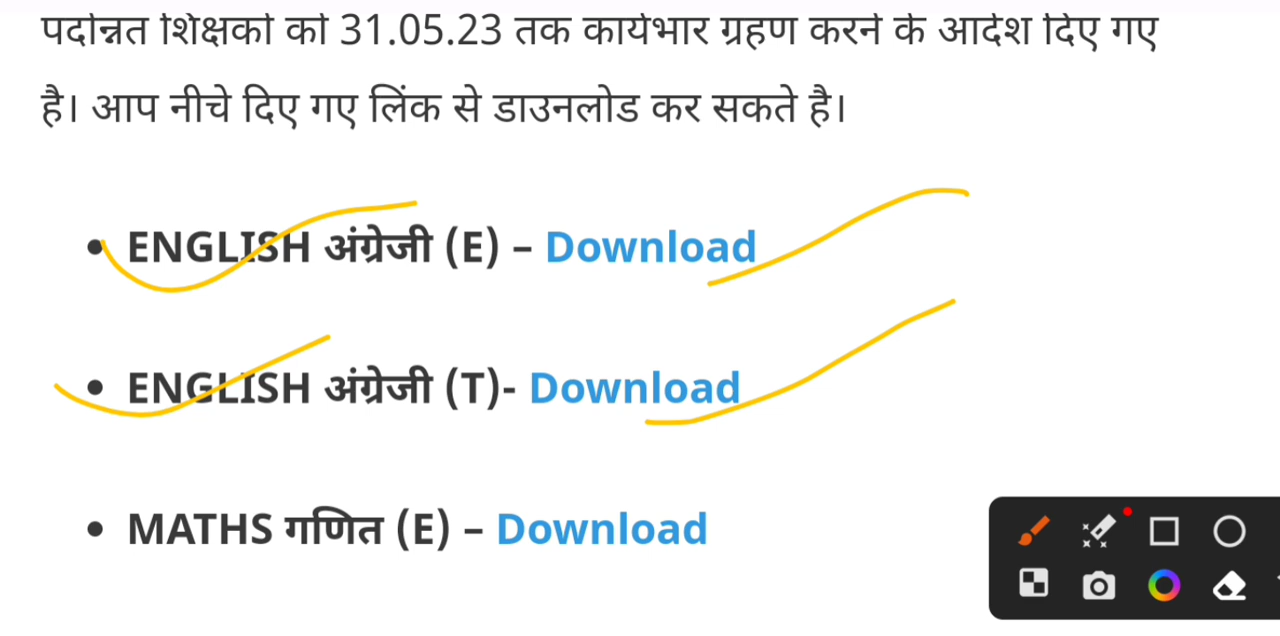 पदोन्नत शिक्षकों को 31.05.23 तक कार्यभार ग्रहण करने के आदेश दिए गए
है। आप नीचे दिए गए लिंक से डाउनलोड कर सकते है।
• ENGLISH अंग्रेजी (E) – Download
• ENGLISH अंग्रेजी (T)- Download
• MATHS गणित (E) – Download